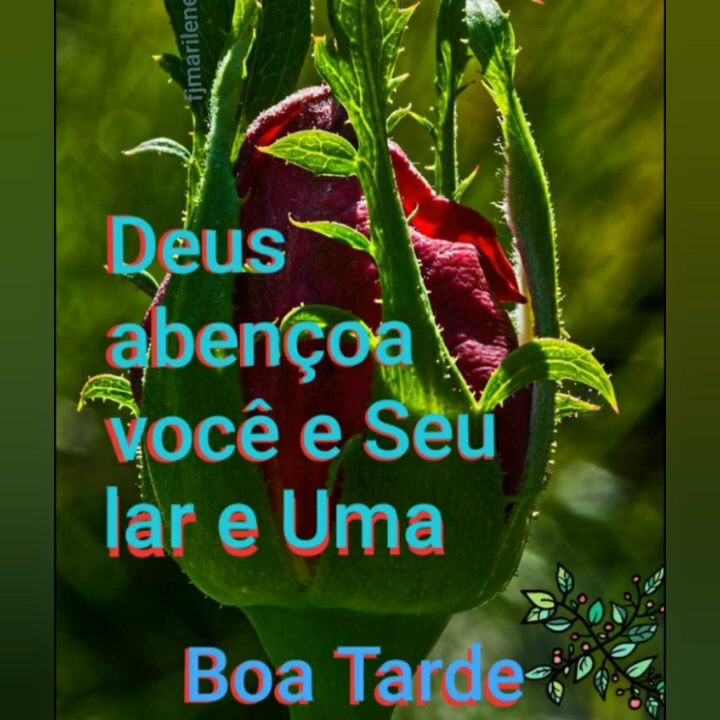 fjmarilene
Deus
abençoa
você e Seu
lar e Uma
Boa Tarde